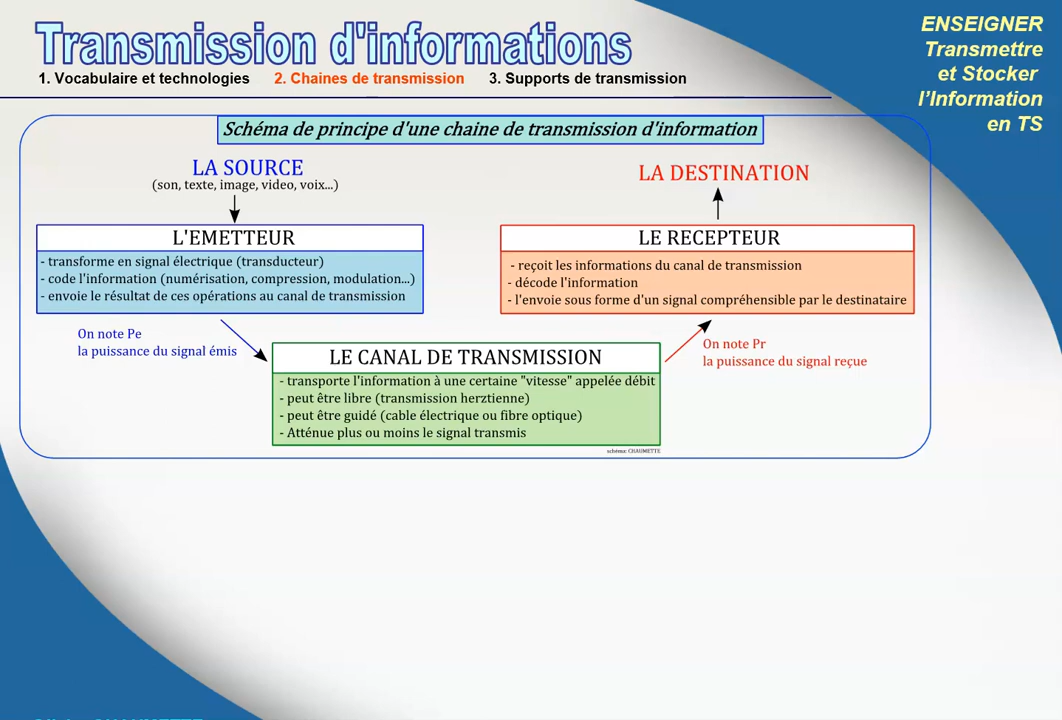 Transmission d'informations
1. Vocabulaire et technologies 2. Chaines de transmission 3. Supports de transmission
ENSEIGNER
Transmettre
et Stocker
l'Information
en TS
Schéma de principe d'une chaine de transmission d'information
LA SOURCE
(son, texte, image, video, voix...)
L'EMETTEUR
- transforme en signal électrique (transducteur)
- code l'information (numérisation, compression, modulation...)
- envoie le résultat de ces opérations au canal de transmission
On note Pe
la puissance du signal émis
LE CANAL DE TRANSMISSION
- transporte l'information à une certaine "vitesse" appelée débit
- peut être libre (transmission herztienne)
- peut être guidé (cable électrique ou fibre optique)
- Atténue plus ou moins le signal transmis
schéma: CHAUMETTE
On note Pr
la puissance du signal reçue
LE RECEPTEUR
- reçoit les informations du canal de transmission
- décode l'information
- l'envoie sous forme d'un signal compréhensible par le destinataire
LA DESTINATION